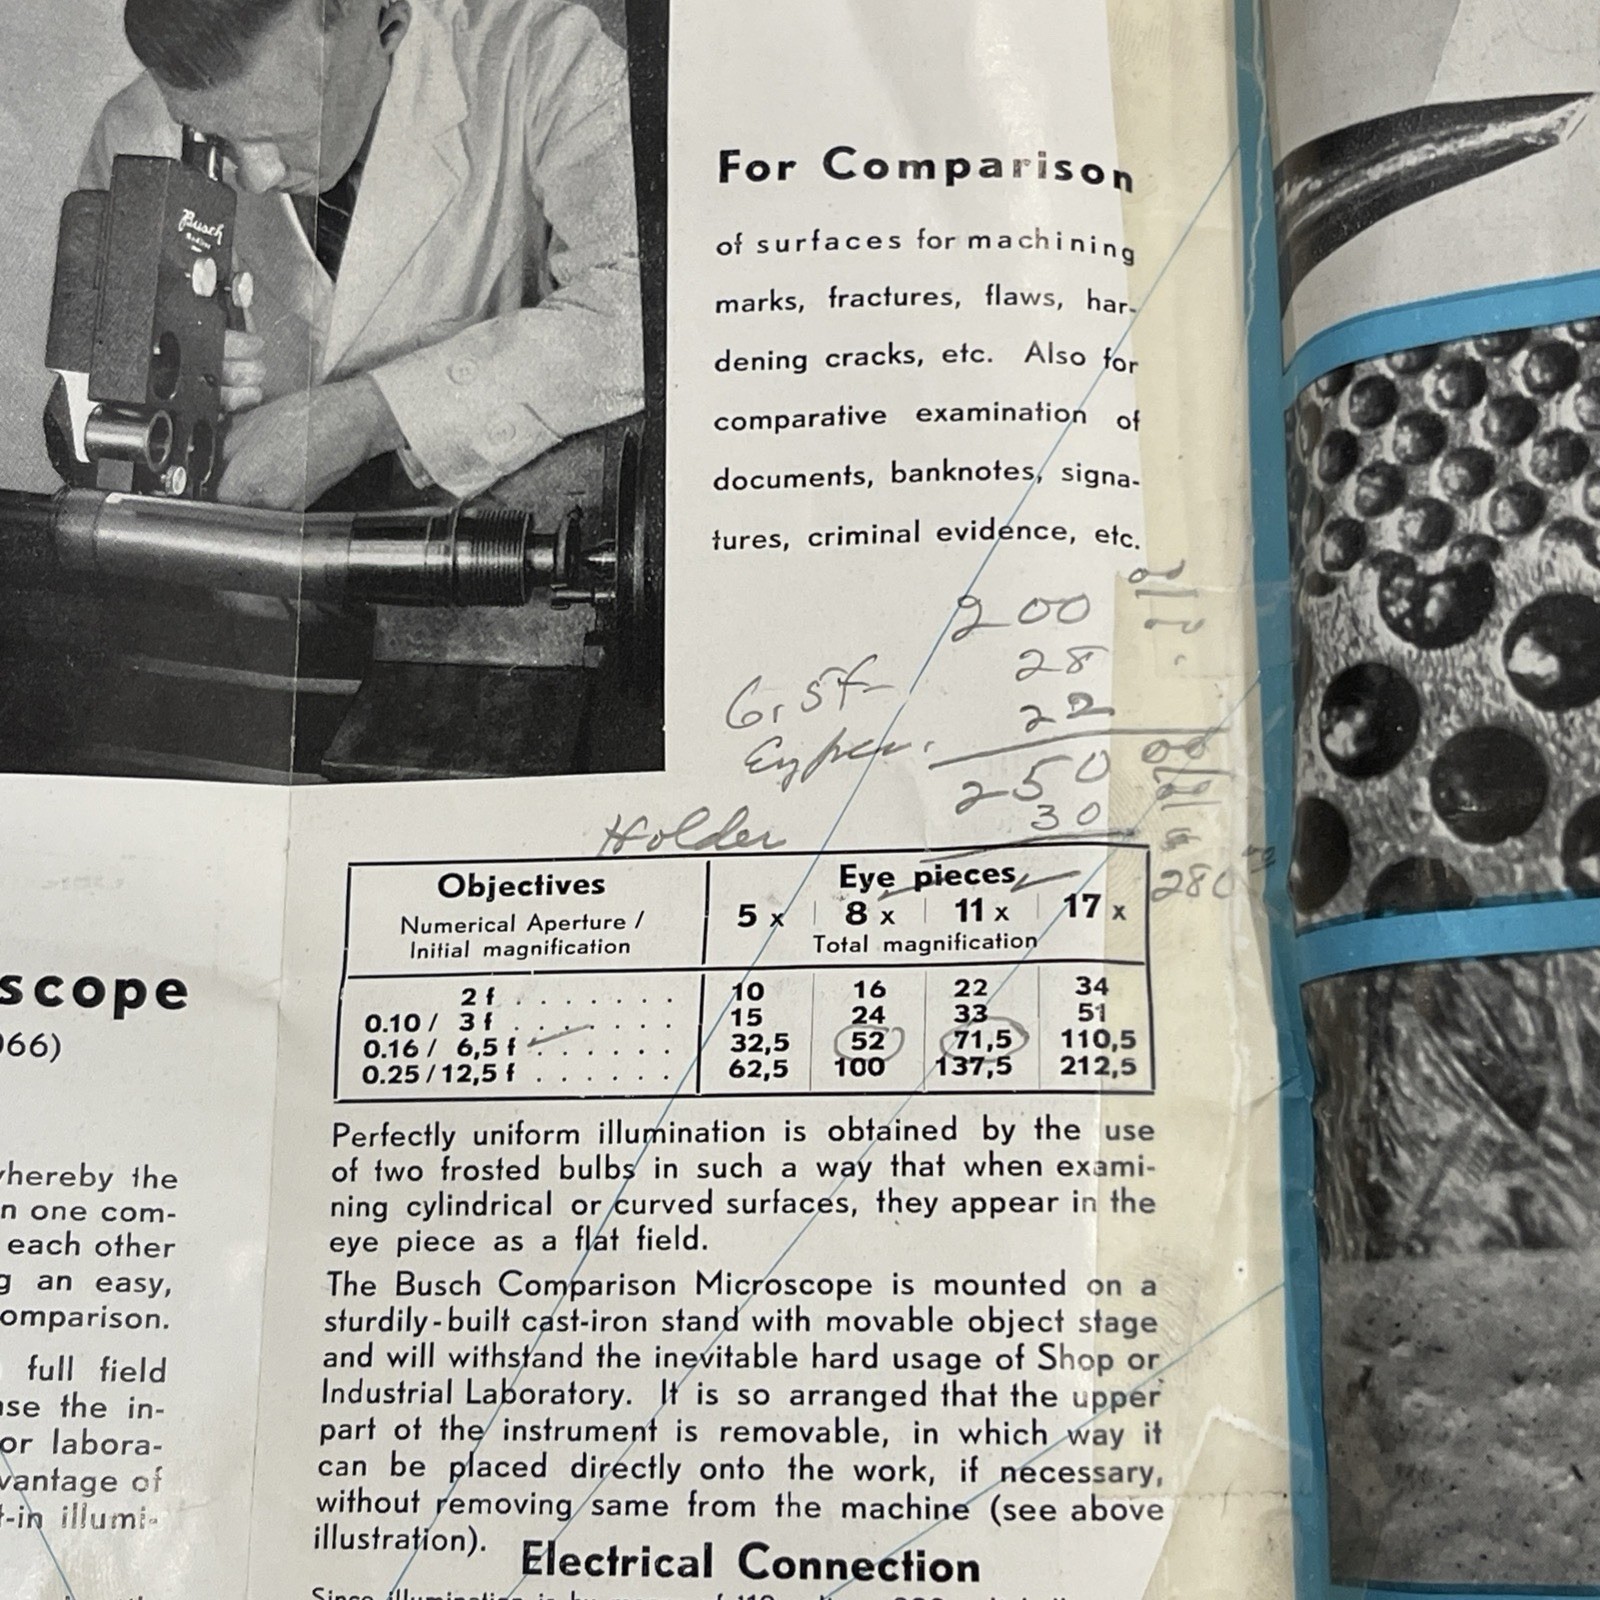 Busch
For Comparison
of surfaces for machining
marks, fractures, flaws, har-
dening cracks, etc. Also for
comparative examination of
documents, banknotes, signa-
tures, criminal evidence, etc.
200
28
22
250
30
280
6,5f
Holder
Objectives
Numerical Aperture /
Initial magnification
Eye pieces
5 x 8 x 11 x 17 x
Total magnification
2 f . . . . . . . 10 16 22 34
0.10 / 3 f . . . . . . . 15 24 33 51
0.16 / 6,5 f . . . . . . 32,5 52 71,5 110,5
0.25 / 12,5 f . . . . . . 62,5 100 137,5 212,5
Perfectly uniform illumination is obtained by the use
of two frosted bulbs in such a way that when exami-
ning cylindrical or curved surfaces, they appear in the
eye piece as a flat field.
The Busch Comparison Microscope is mounted on a
sturdily-built cast-iron stand with movable object stage
and will withstand the inevitable hard usage of Shop or
Industrial Laboratory. It is so arranged that the upper
part of the instrument is removable, in which way it
can be placed directly onto the work, if necessary,
without removing same from the machine (see above
illustration).
Electrical Connection
scope
066)
whereby the
n one com-
each other
g an easy,
omparison.
full field
ase the in-
or labora-
vantage of
t-in illumi-